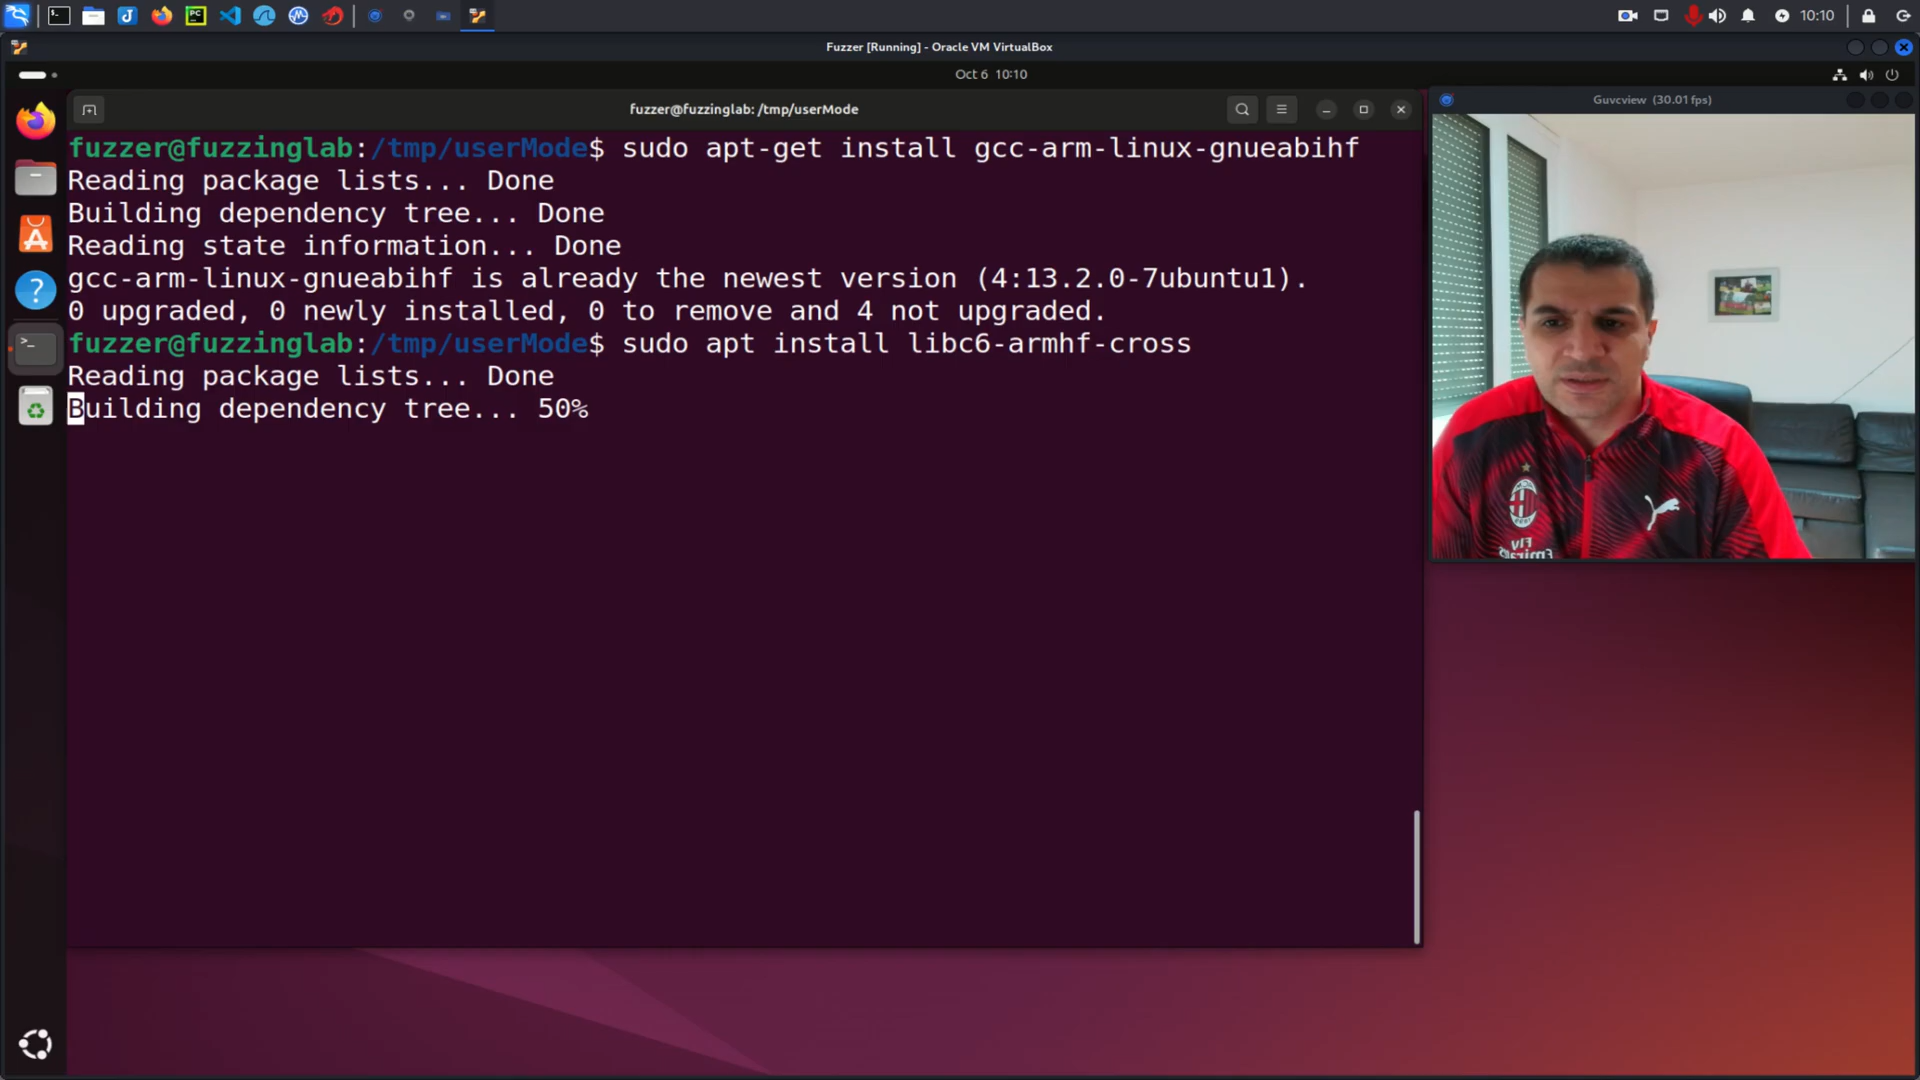 10:10
Fuzzer [Running] - Oracle VM VirtualBox
Oct 6 10:10
fuzzer@fuzzinglab: /tmp/userMode
Guvcview (30.01 fps)
fuzzer@fuzzinglab:/tmp/userMode$ sudo apt-get install gcc-arm-linux-gnueabihf
Reading package lists... Done
Building dependency tree... Done
Reading state information... Done
gcc-arm-linux-gnueabihf is already the newest version (4:13.2.0-7ubuntu1).
0 upgraded, 0 newly installed, 0 to remove and 4 not upgraded.
fuzzer@fuzzinglab:/tmp/userMode$ sudo apt install libc6-armhf-cross
Reading package lists... Done
Building dependency tree... 50%
Fly
Emirates